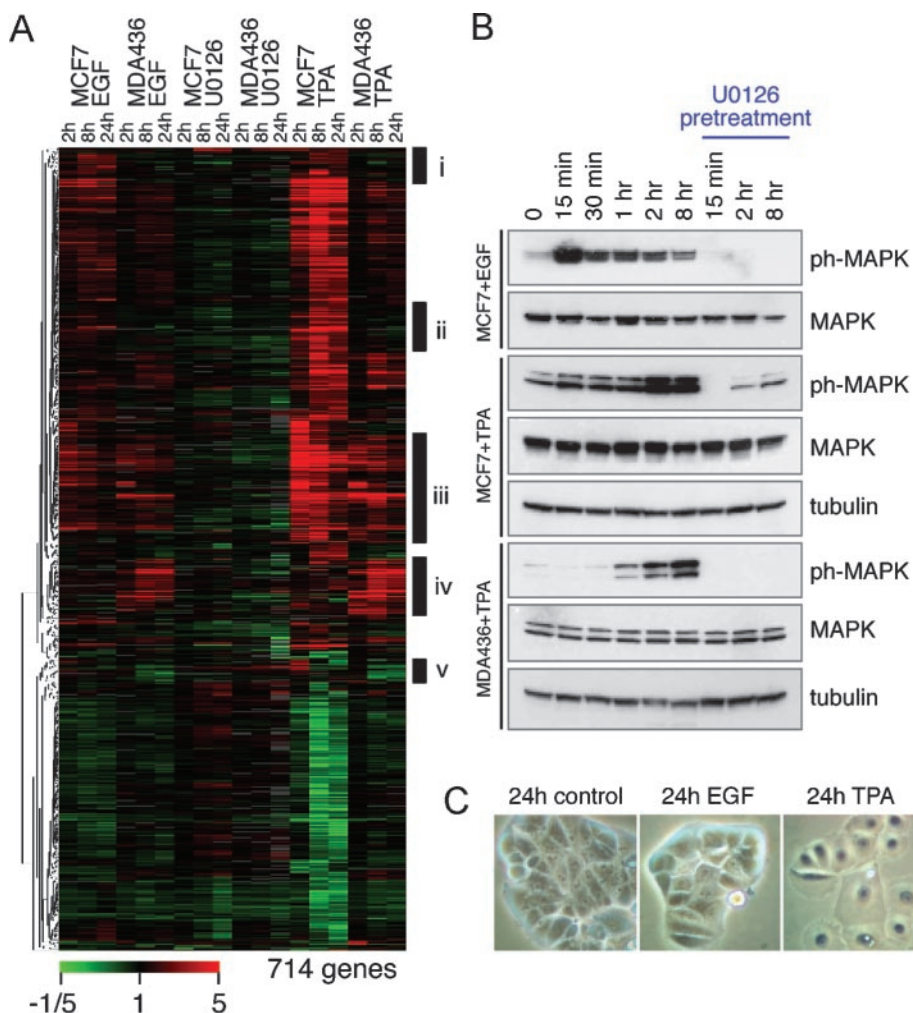 A
MCF7 EGF
MDA436 EGF
MCF7 U0126
MDA436 U0126
MCF7 TPA
MDA436 TPA
2h 8h 24h 2h 8h 24h 2h 8h 24h 2h 8h 24h 2h 8h 24h 2h 8h 24h
i
ii
iii
iv
v
-1/5 1 5
714 genes
B
U0126
pretreatment
0 15 min 30 min 1 hr 2 hr 8 hr 15 min 2 hr 8 hr
MCF7+EGF
ph-MAPK
MAPK
MCF7+TPA
ph-MAPK
MAPK
tubulin
MDA436+TPA
ph-MAPK
MAPK
tubulin
C
24h control 24h EGF 24h TPA